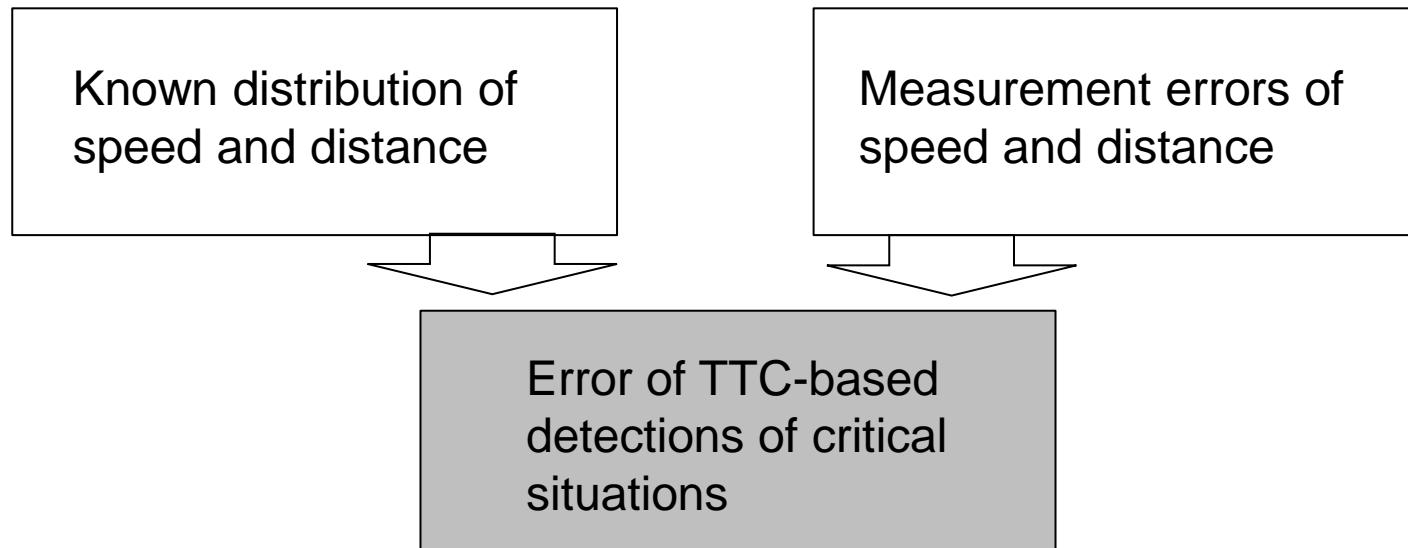 Known distribution of
speed and distance
Measurement errors of
speed and distance
Error of TTC-based
detections of critical
situations